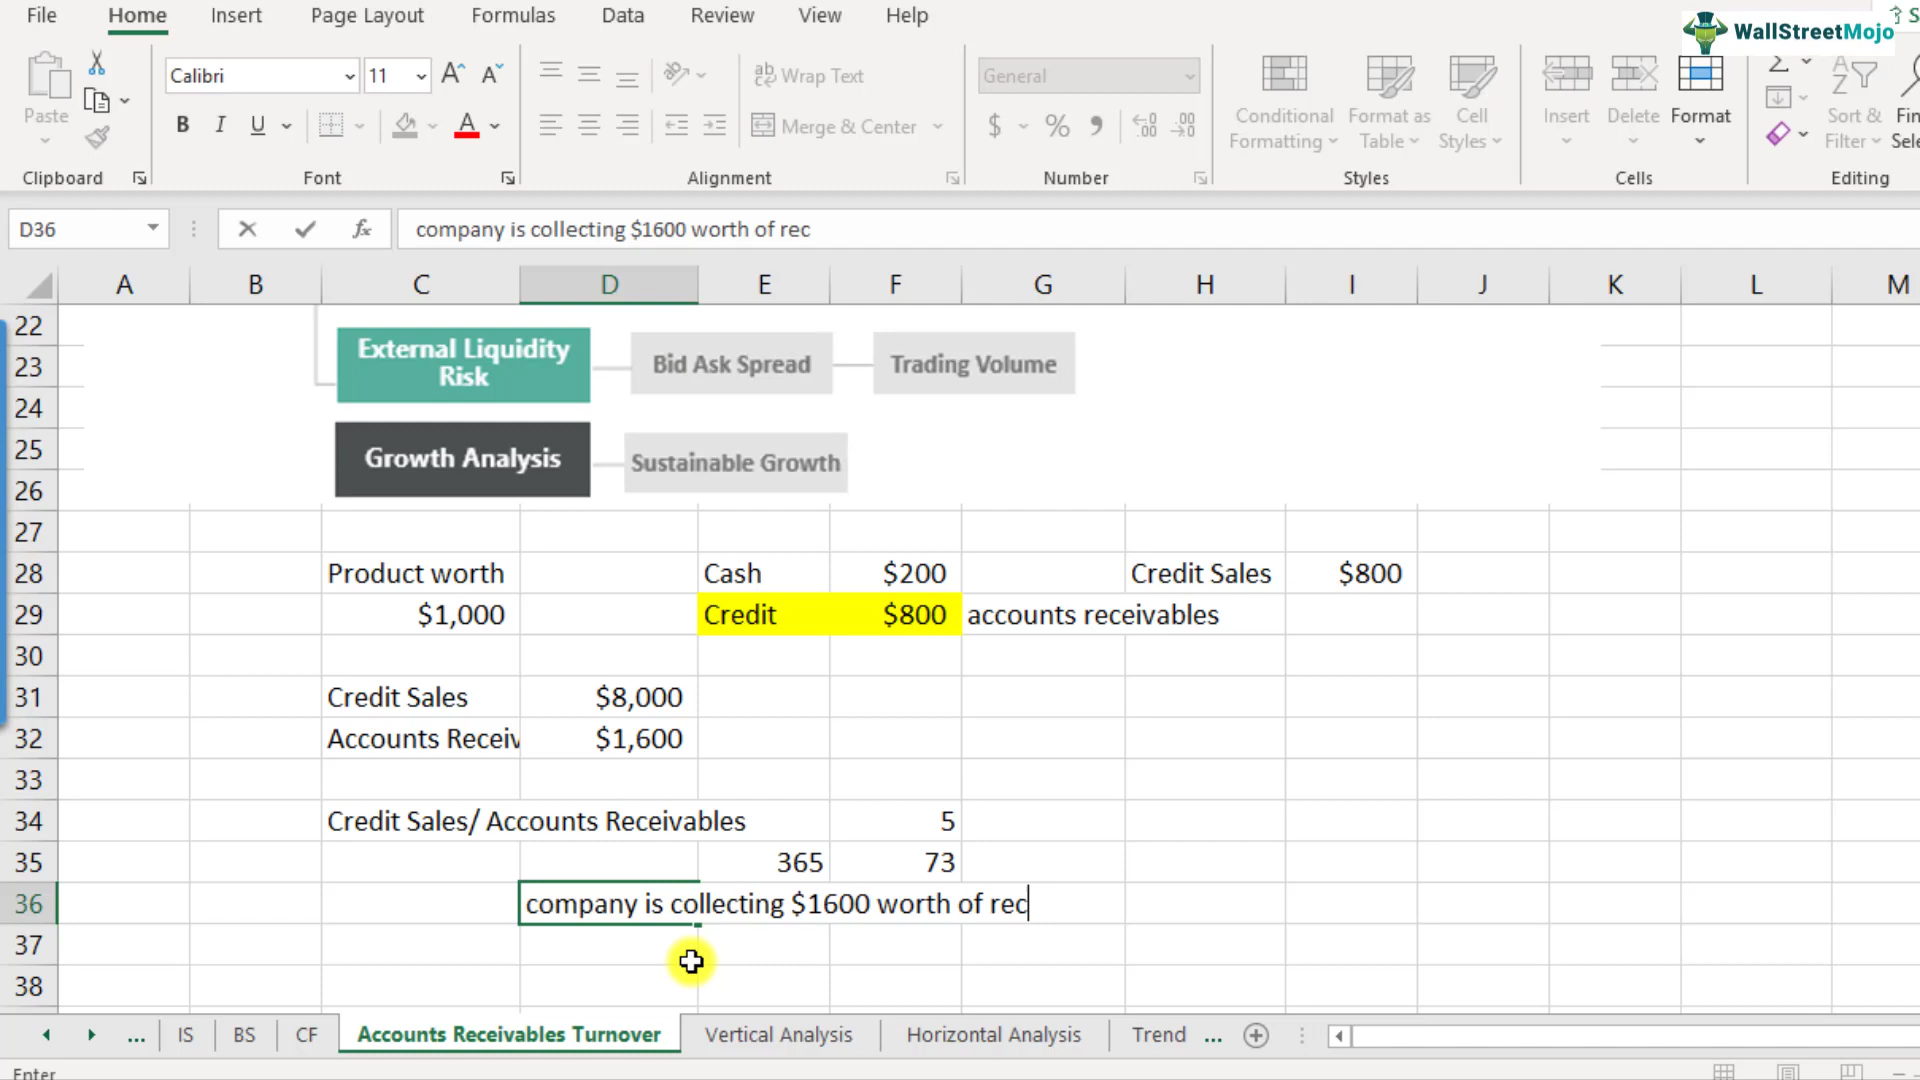 File Home Insert Page Layout Formulas Data Review View Help
WallStreetMojo
Calibri 11 Wrap Text General
Paste Conditional Format as Cell Insert Delete Format Sort &
B I U Merge & Center $ % Formatting Table Styles Filter
Clipboard Font Alignment Number Styles Cells Editing
D36 fx company is collecting $1600 worth of rec
A B C D E F G H I J K L M
22
External Liquidity Risk Bid Ask Spread Trading Volume
23
24
25 Growth Analysis Sustainable Growth
26
27
28 Product worth Cash $200 Credit Sales $800
29 $1,000 Credit $800 accounts receivables
30
31 Credit Sales $8,000
32 Accounts Receiv $1,600
33
34 Credit Sales/ Accounts Receivables 5
35 365 73
36 company is collecting $1600 worth of rec
37
38
... IS BS CF Accounts Receivables Turnover Vertical Analysis Horizontal Analysis Trend ...
Enter